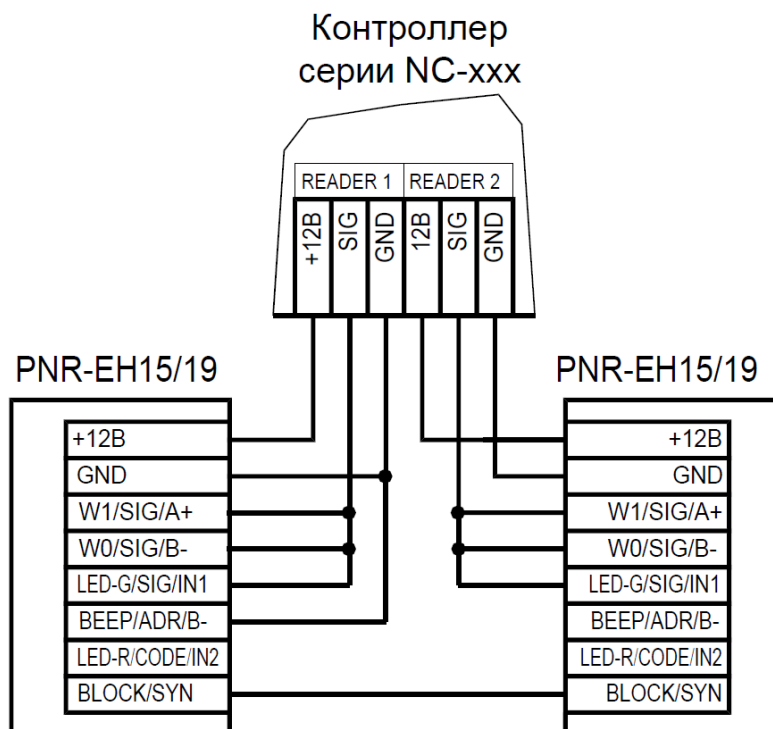 Контроллер
серии NC-xxx
READER 1 READER 2
+12В SIG GND 12В SIG GND
PNR-EH15/19
+12В
GND
W1/SIG/A+
W0/SIG/B-
LED-G/SIG/IN1
BEEP/ADR/B-
LED-R/CODE/IN2
BLOCK/SYN
PNR-EH15/19
+12В
GND
W1/SIG/A+
W0/SIG/B-
LED-G/SIG/IN1
BEEP/ADR/B-
LED-R/CODE/IN2
BLOCK/SYN